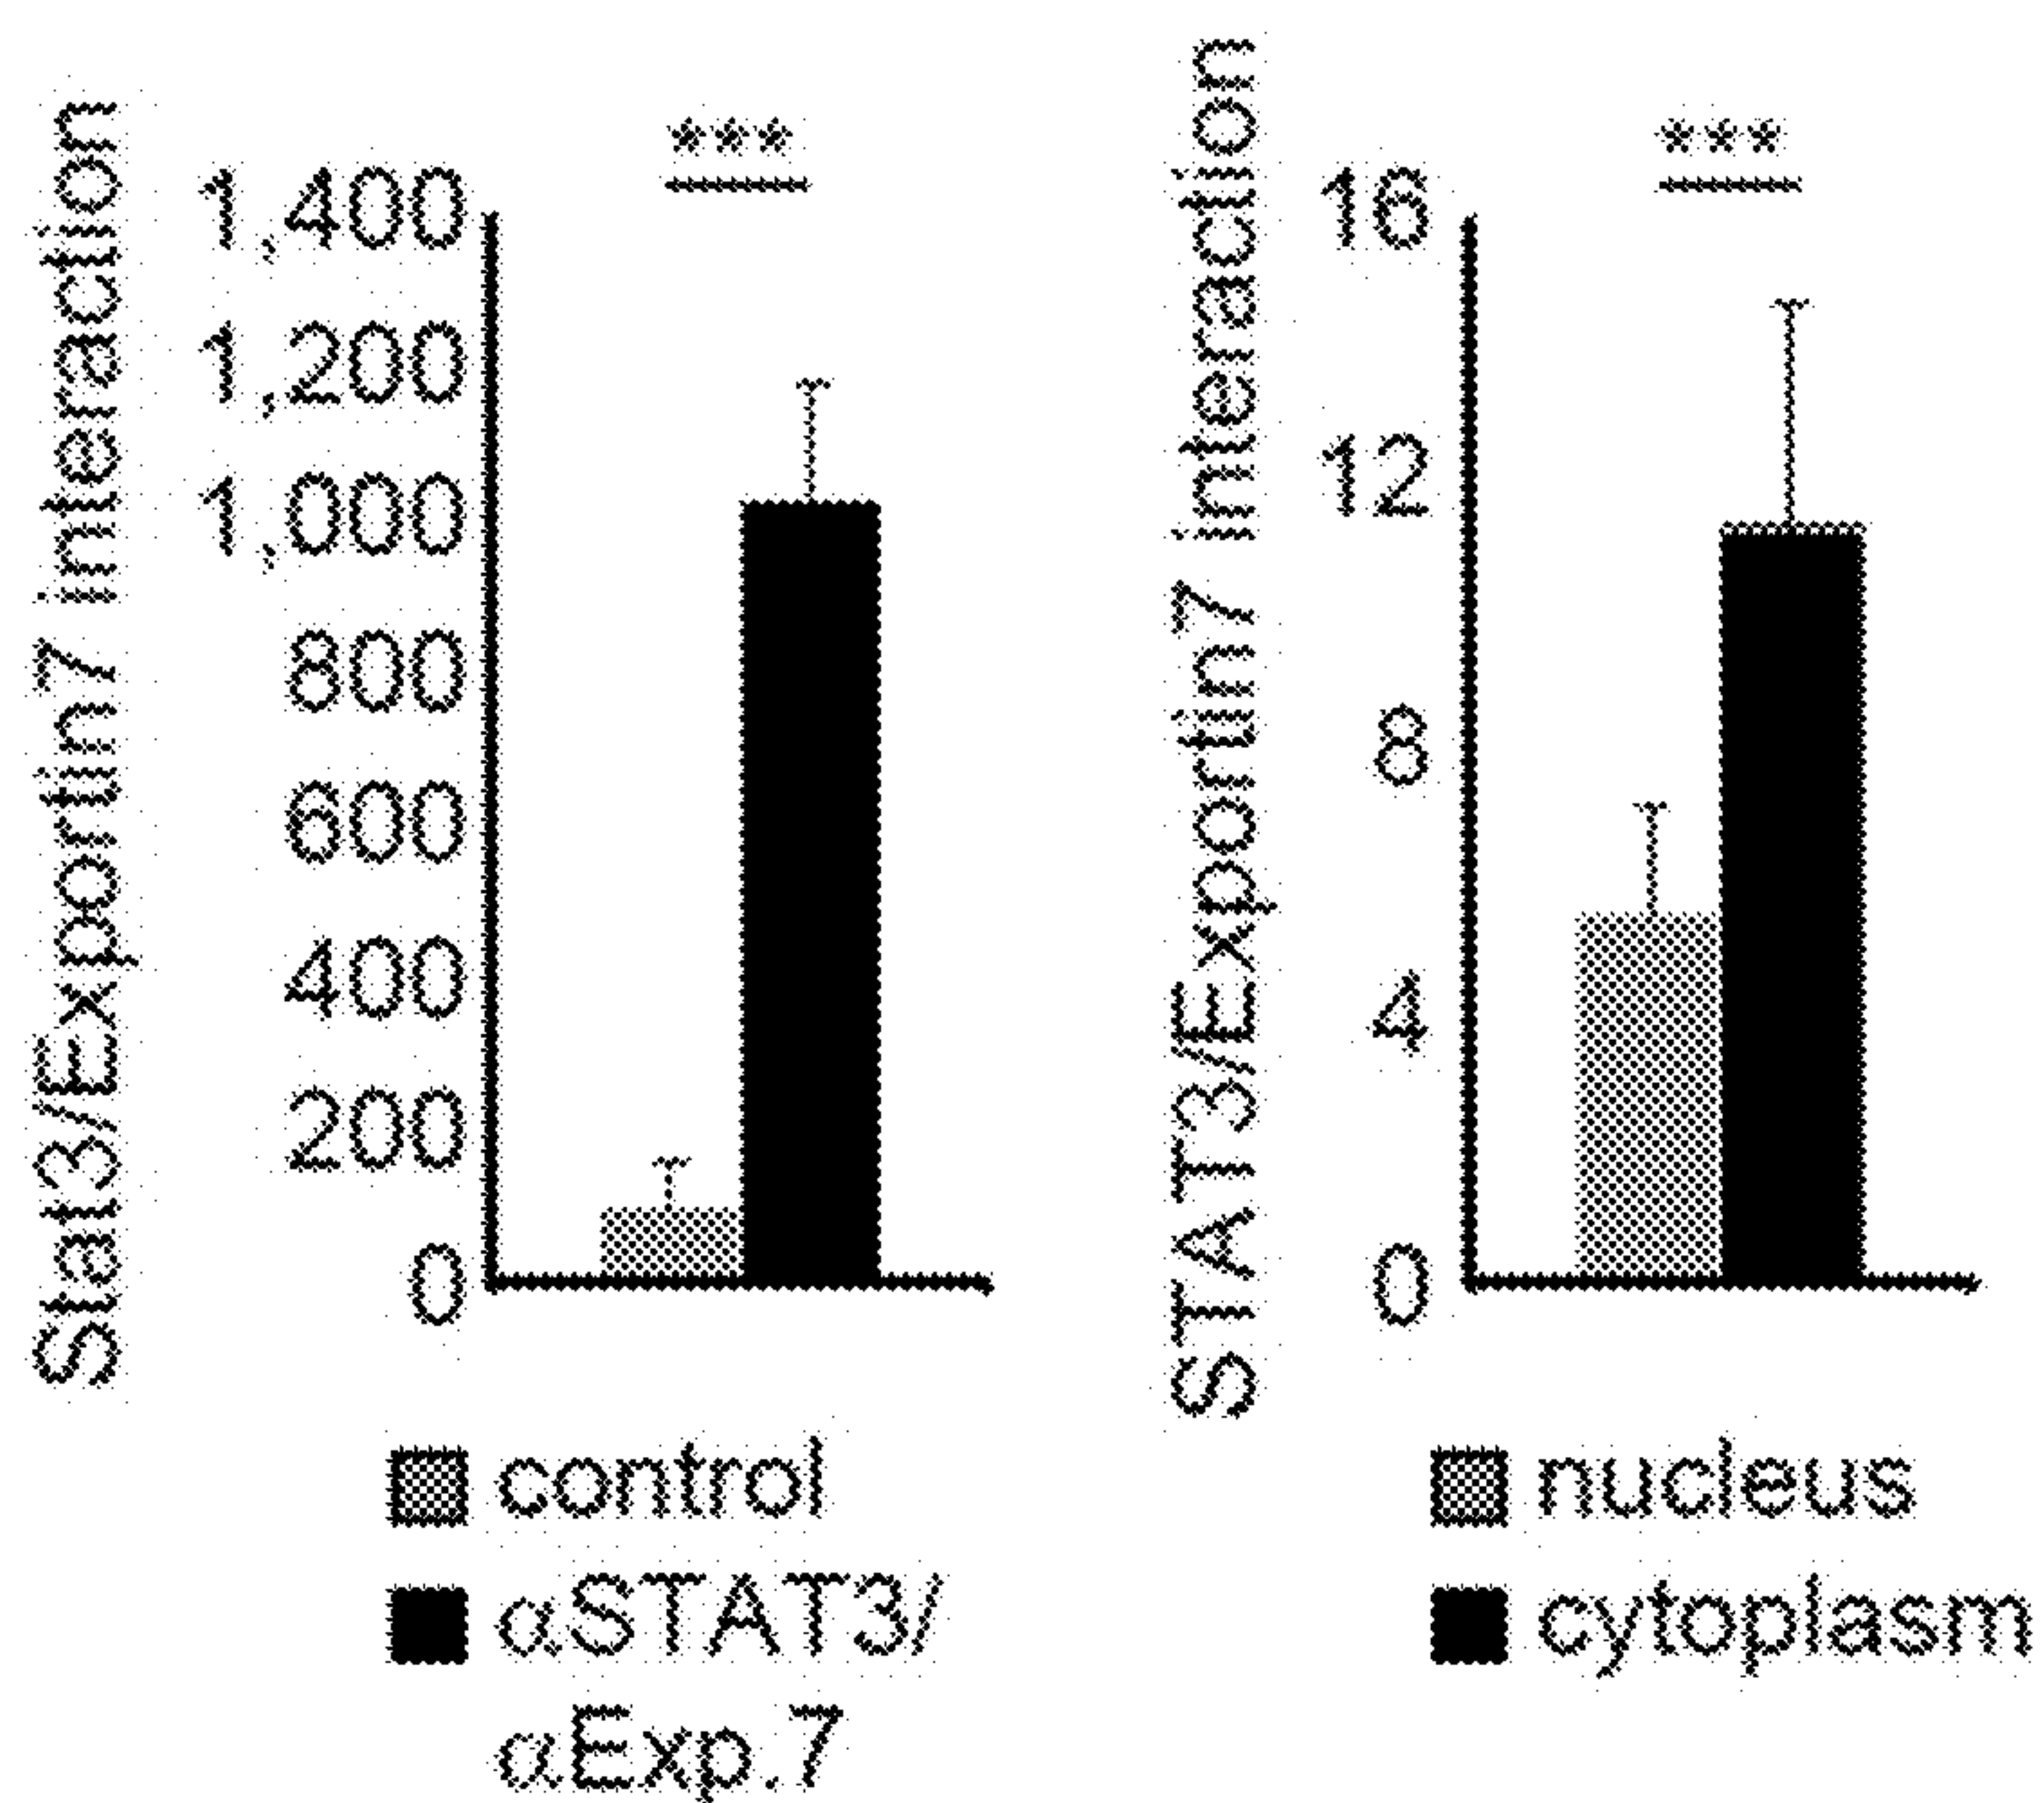 Stat3/Exportin7 interaction
***
1,400
1,200
1,000
800
600
400
200
0
control
αSTAT3/
αExp.7
STAT3/Exportin7 interaction
***
16
12
8
4
0
nucleus
cytoplasm